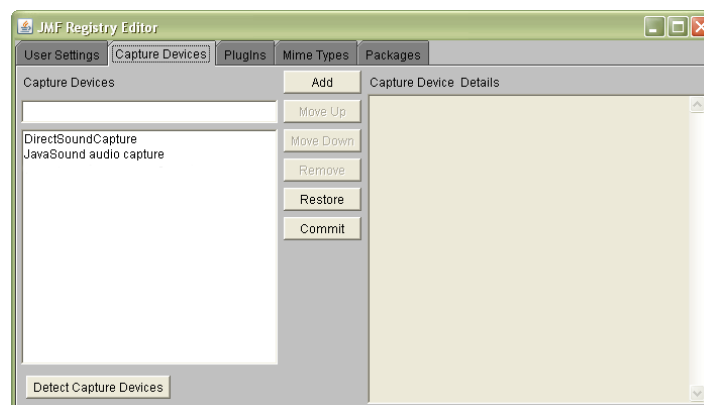 JMF Registry Editor
User Settings Capture Devices PlugIns Mime Types Packages
Capture Devices Add Capture Device Details
Move Up
DirectSoundCapture Move Down
JavaSound audio capture
Remove
Restore
Commit
Detect Capture Devices